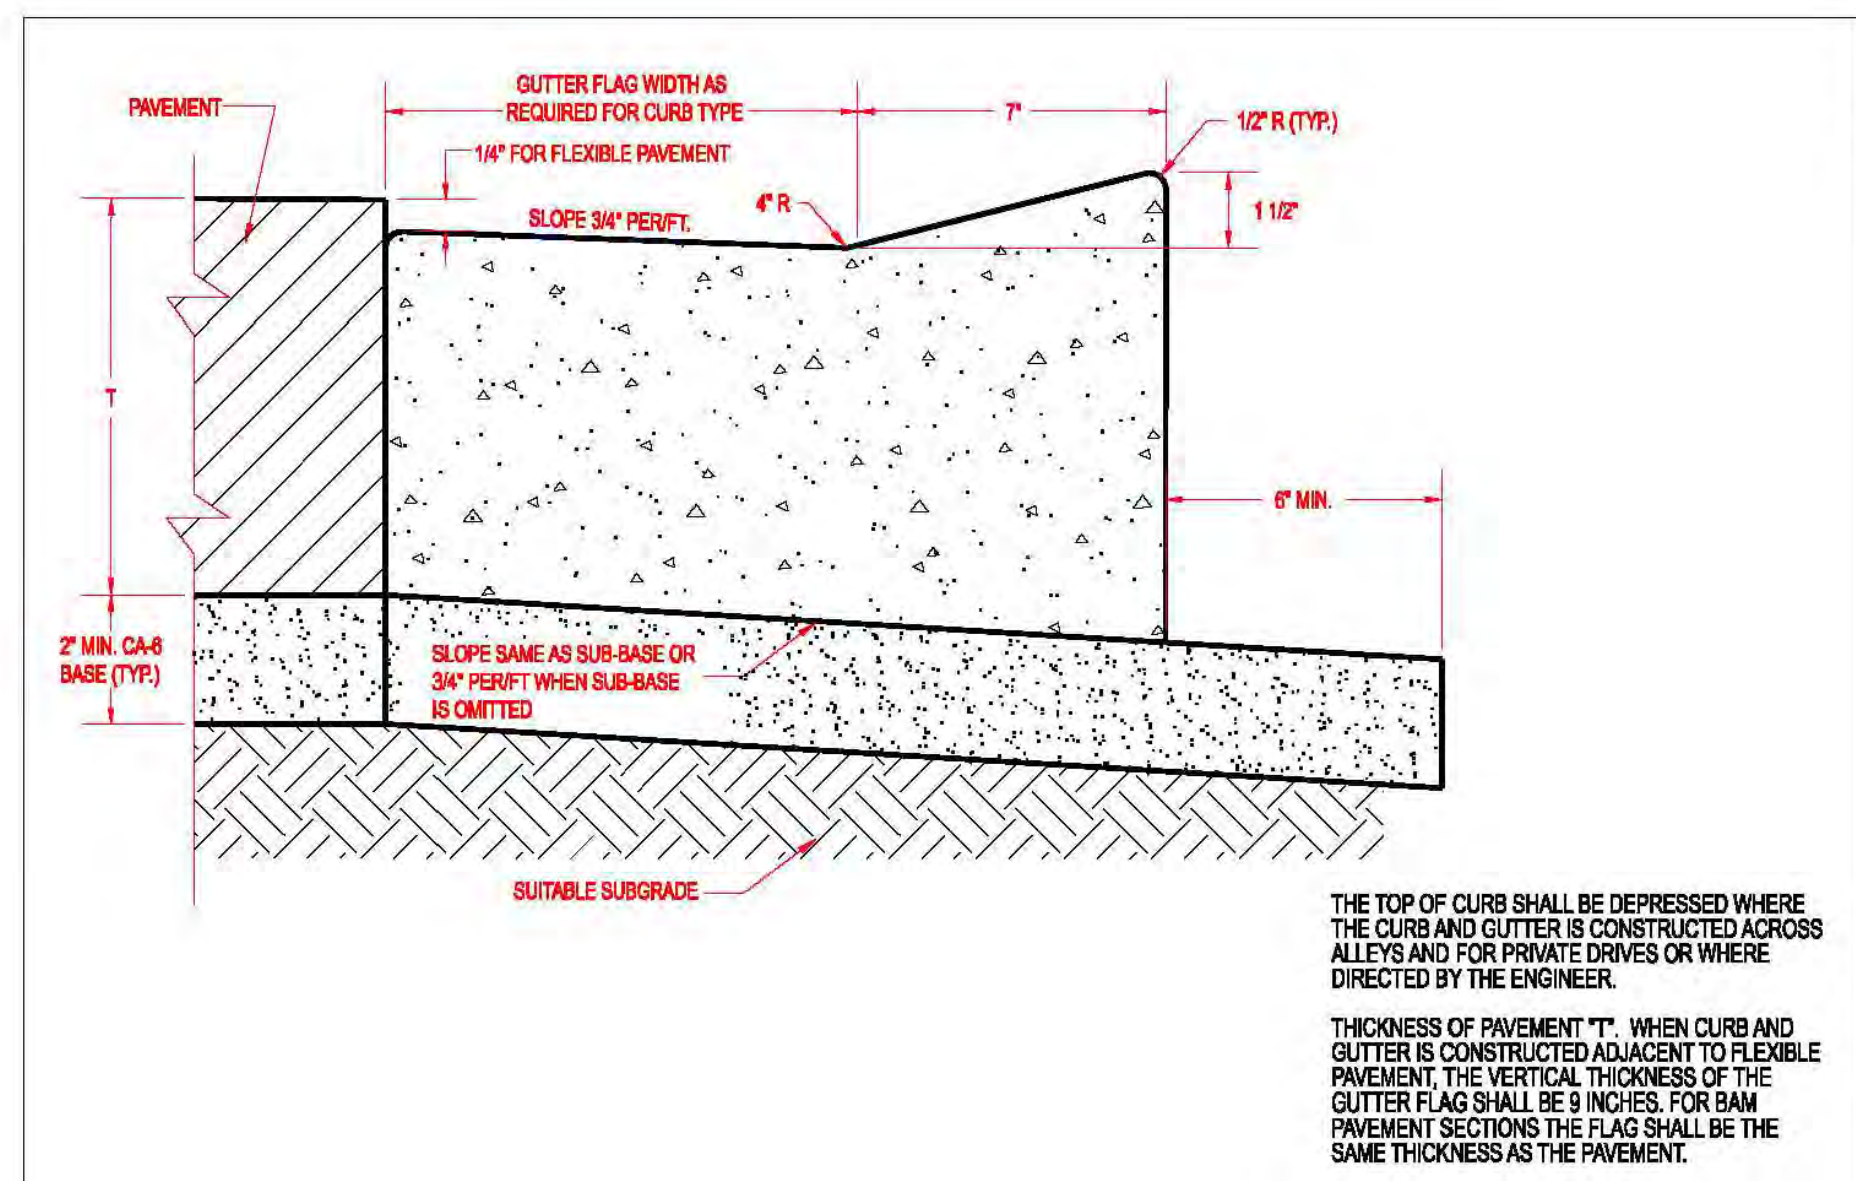 GUTTER FLAG WIDTH AS
REQUIRED FOR CURB TYPE
7"
PAVEMENT
1/2" R (TYP.)
1/4" FOR FLEXIBLE PAVEMENT
4" R
SLOPE 3/4" PER/FT.
1 1/2"
T
6" MIN.
2" MIN. CA-6
BASE (TYP.)
SLOPE SAME AS SUB-BASE OR
3/4" PER/FT WHEN SUB-BASE
IS OMITTED
SUITABLE SUBGRADE
THE TOP OF CURB SHALL BE DEPRESSED WHERE
THE CURB AND GUTTER IS CONSTRUCTED ACROSS
ALLEYS AND FOR PRIVATE DRIVES OR WHERE
DIRECTED BY THE ENGINEER.
THICKNESS OF PAVEMENT "T". WHEN CURB AND
GUTTER IS CONSTRUCTED ADJACENT TO FLEXIBLE
PAVEMENT, THE VERTICAL THICKNESS OF THE
GUTTER FLAG SHALL BE 9 INCHES. FOR BAM
PAVEMENT SECTIONS THE FLAG SHALL BE THE
SAME THICKNESS AS THE PAVEMENT.